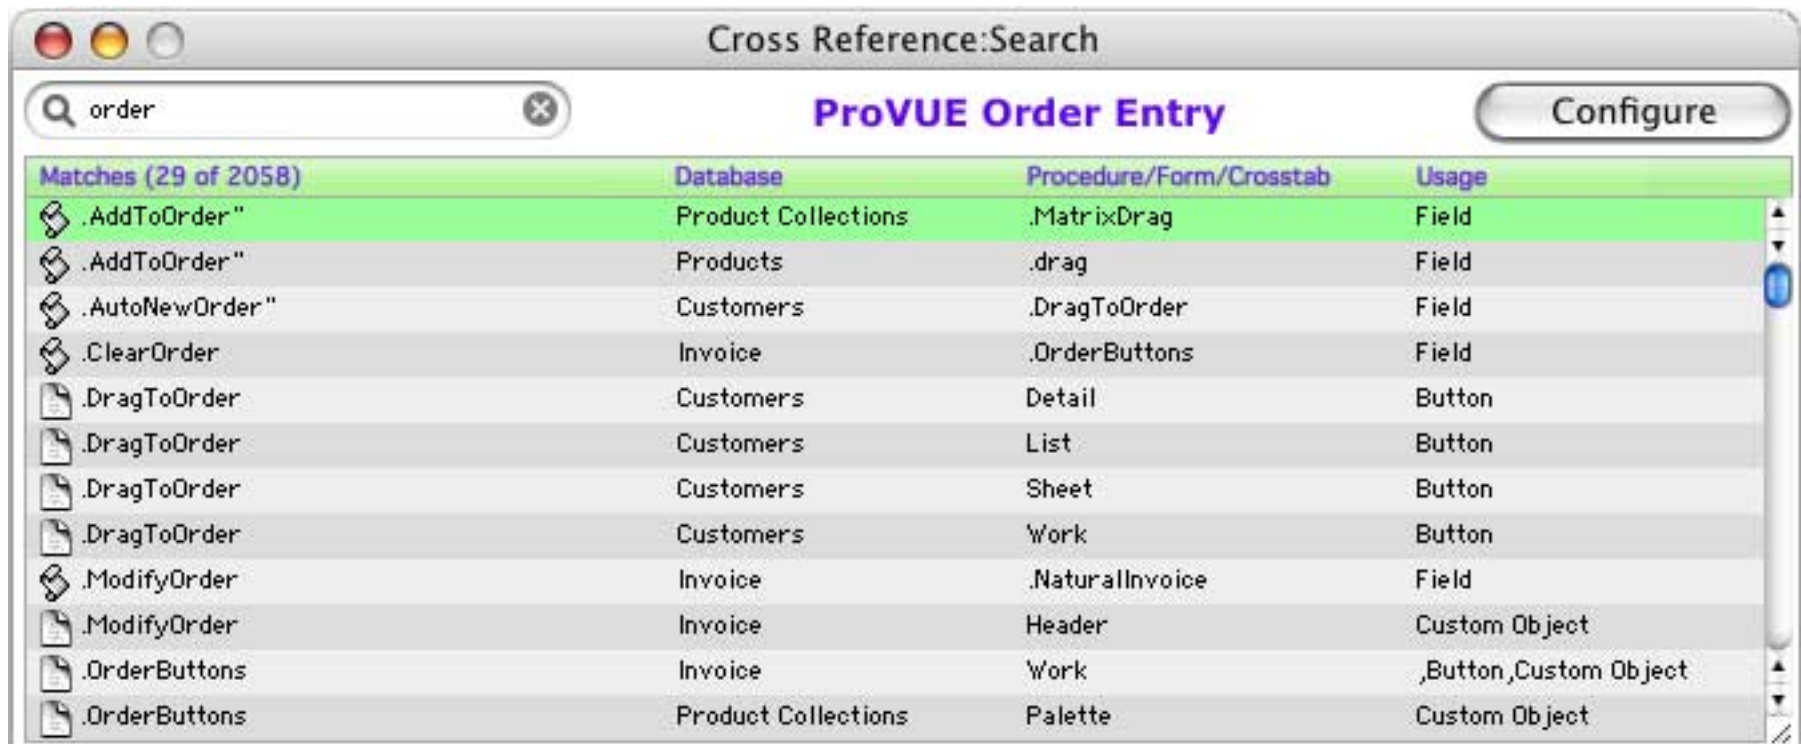 Cross Reference:Search
order ProVUE Order Entry Configure
Matches (29 of 2058) Database Procedure/Form/Crosstab Usage
.AddToOrder" Product Collections .MatrixDrag Field
.AddToOrder" Products .drag Field
.AutoNewOrder" Customers .DragToOrder Field
.ClearOrder Invoice .OrderButtons Field
.DragToOrder Customers Detail Button
.DragToOrder Customers List Button
.DragToOrder Customers Sheet Button
.DragToOrder Customers Work Button
.ModifyOrder Invoice .NaturalInvoice Field
.ModifyOrder Invoice Header Custom Object
.OrderButtons Invoice Work ,Button,Custom Object
.OrderButtons Product Collections Palette Custom Object